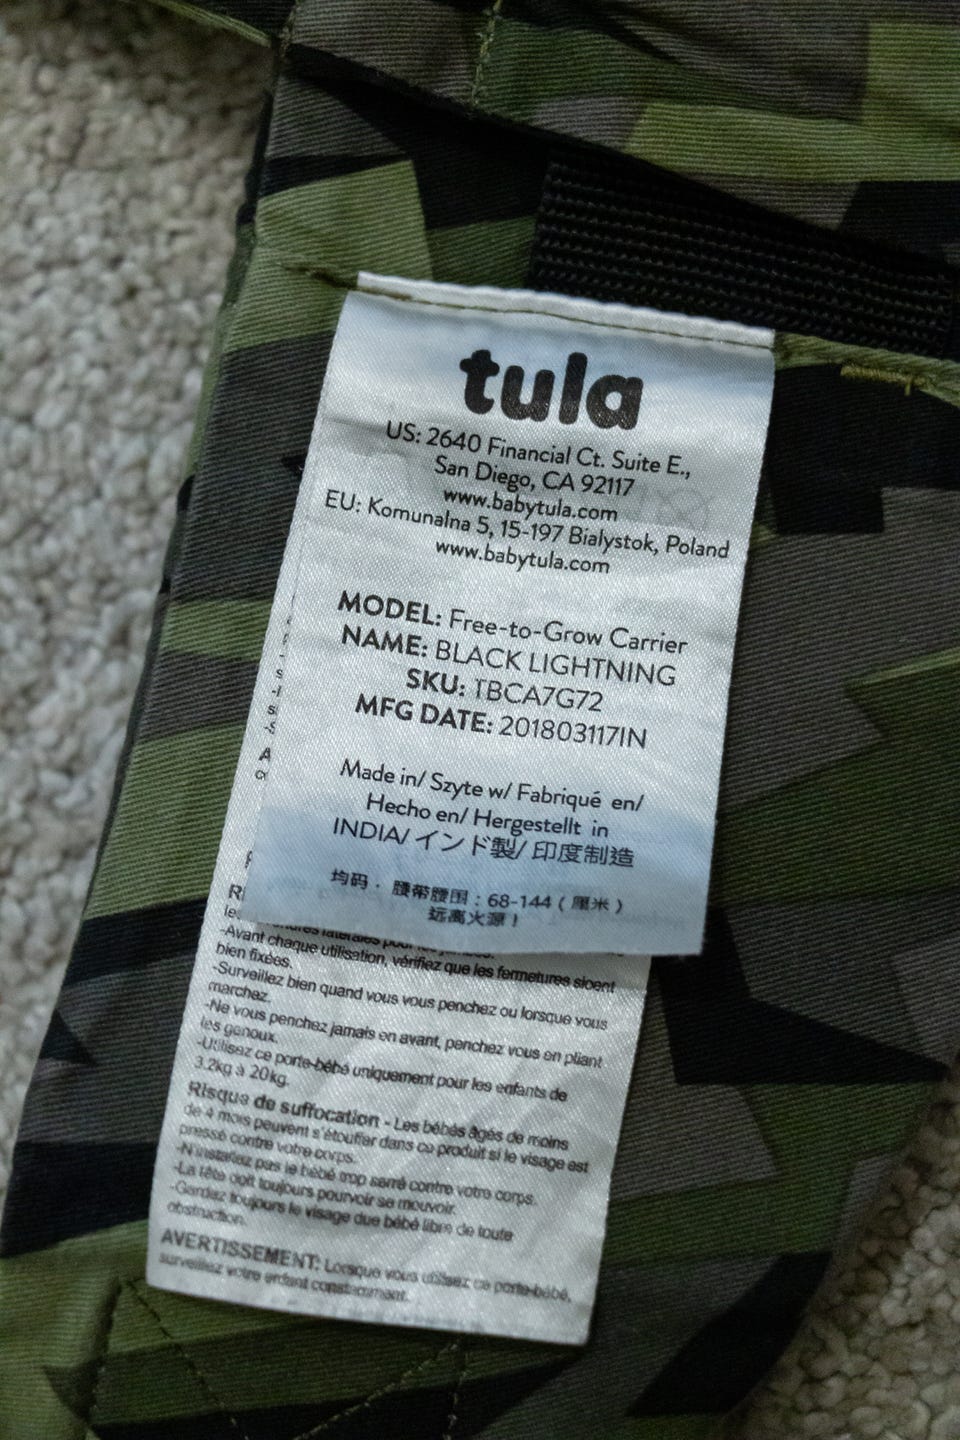 tula
US: 2640 Financial Ct. Suite E.,
San Diego, CA 92117
www.babytula.com
EU: Komunalna 5, 15-197 Bialystok, Poland
www.babytula.com
MODEL: Free-to-Grow Carrier
NAME: BLACK LIGHTNING
SKU: TBCA7G72
MFG DATE: 201803117IN
Made in/ Szyte w/ Fabriqué en/
Hecho en/ Hergestellt in
INDIA/ インド製/ 印度制造
均码 · 腰带腰围：68-144（厘米）
远离火源！
-Avant chaque utilisation, vérifiez que les fermetures sioent
bien fixées.
-Surveillez bien quand vous vous penchez ou lorsque vous
marchez.
-Ne vous penchez jamais en avant, penchez vous en pliant
les genoux.
-Utilisez ce porte-bébé uniquement pour les enfants de
3.2kg à 20kg.
Risque de suffocation - Les bébés âgés de moins
de 4 mois peuvent s'étouffer dans ce produit si le visage est
pressé contre votre corps.
-N'installez pas le bébé trop serré contre votre corps.
-La tête doit toujours pourvoir se mouvoir.
-Gardez toujours le visage due bébé libre de toute
obstruction.
AVERTISSEMENT: Lorsque vous utilisez ce porte-bébé,
surveillez votre enfant constamment.